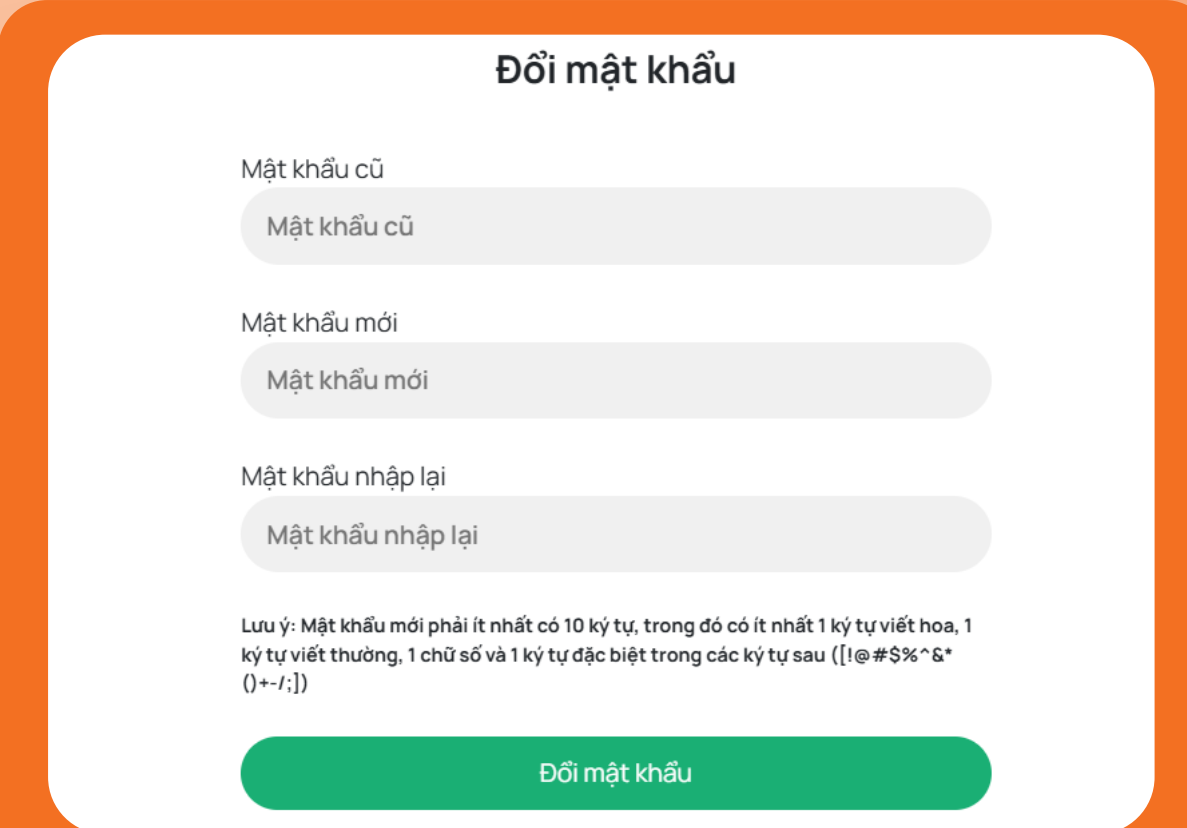 Đổi mật khẩu
Mật khẩu cũ
Mật khẩu cũ
Mật khẩu mới
Mật khẩu mới
Mật khẩu nhập lại
Mật khẩu nhập lại
Lưu ý: Mật khẩu mới phải ít nhất có 10 ký tự, trong đó có ít nhất 1 ký tự viết hoa, 1
ký tự viết thường, 1 chữ số và 1 ký tự đặc biệt trong các ký tự sau ([!@#$%^&*
()+-/;])
Đổi mật khẩu